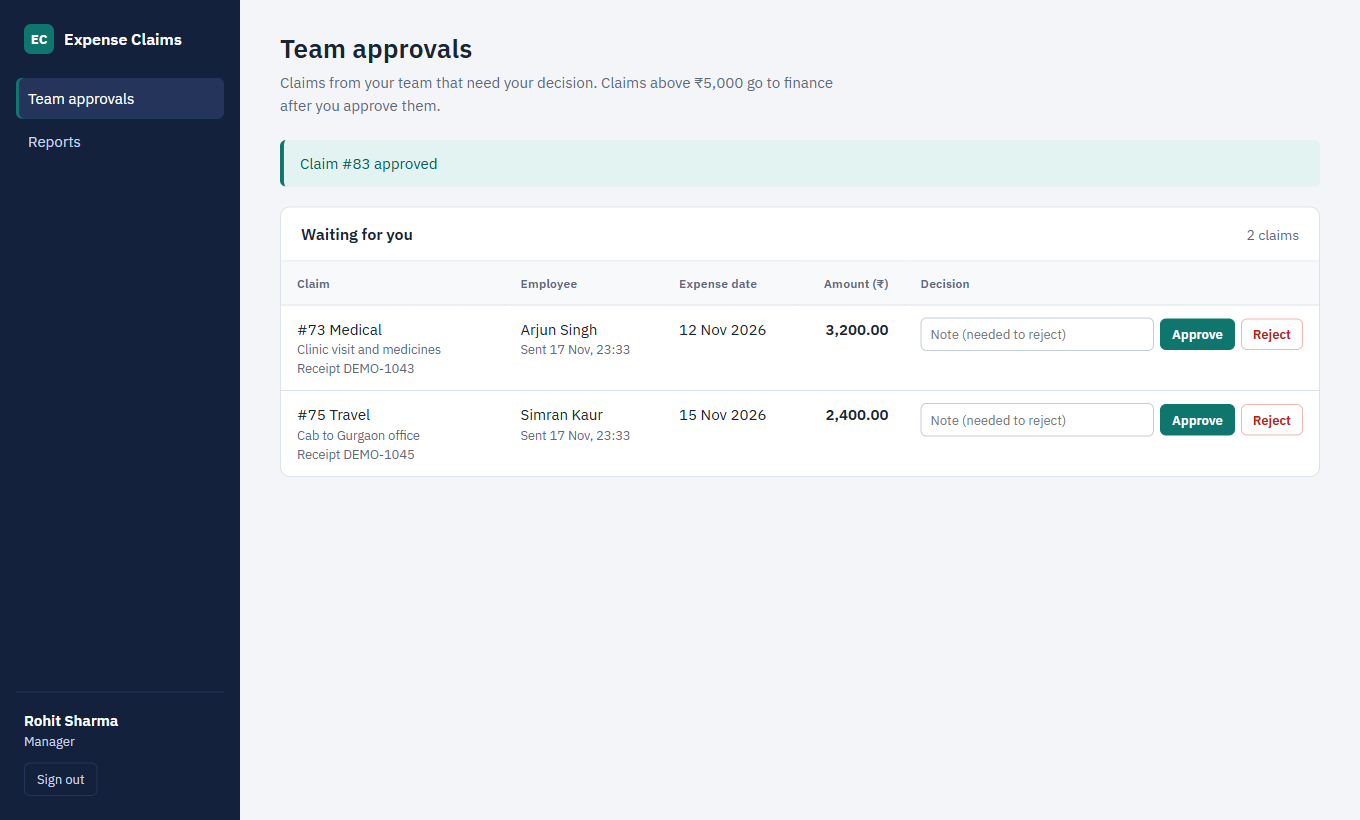 EC Expense Claims
Team approvals
Reports
Rohit Sharma
Manager
Sign out
Team approvals
Claims from your team that need your decision. Claims above ₹5,000 go to finance
after you approve them.
Claim #83 approved
Waiting for you 2 claims
Claim Employee Expense date Amount (₹) Decision
#73 Medical Arjun Singh 12 Nov 2026 3,200.00 Note (needed to reject) Approve Reject
Clinic visit and medicines Sent 17 Nov, 23:33
Receipt DEMO-1043
#75 Travel Simran Kaur 15 Nov 2026 2,400.00 Note (needed to reject) Approve Reject
Cab to Gurgaon office Sent 17 Nov, 23:33
Receipt DEMO-1045